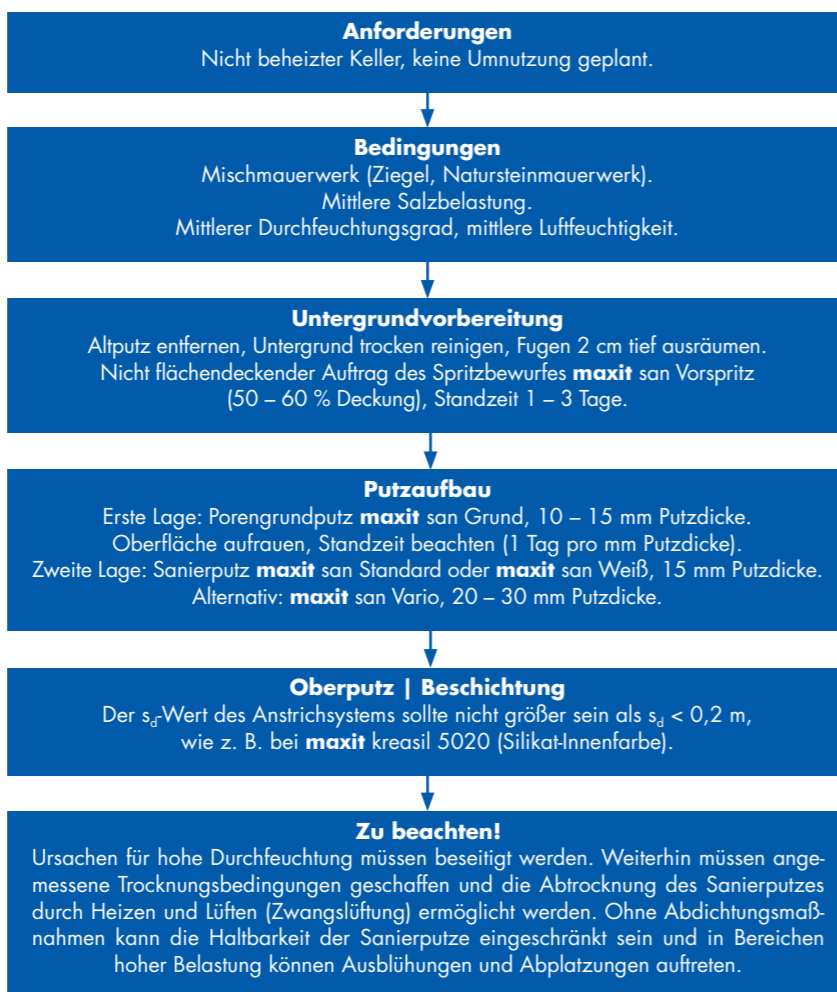 Anforderungen
Nicht beheizter Keller, keine Umnutzung geplant.
Bedingungen
Mischmauerwerk (Ziegel, Natursteinmauerwerk).
Mittlere Salzbelastung.
Mittlerer Durchfeuchtungsgrad, mittlere Luftfeuchtigkeit.
Untergrundvorbereitung
Altputz entfernen, Untergrund trocken reinigen, Fugen 2 cm tief ausräumen.
Nicht flächendeckender Auftrag des Spritzbewurfes maxit san Vorspritz
(50 – 60 % Deckung), Standzeit 1 – 3 Tage.
Putzaufbau
Erste Lage: Porengrundputz maxit san Grund, 10 – 15 mm Putzdicke.
Oberfläche aufrauen, Standzeit beachten (1 Tag pro mm Putzdicke).
Zweite Lage: Sanierputz maxit san Standard oder maxit san Weiß, 15 mm Putzdicke.
Alternativ: maxit san Vario, 20 – 30 mm Putzdicke.
Oberputz | Beschichtung
Der sd-Wert des Anstrichsystems sollte nicht größer sein als sd < 0,2 m,
wie z. B. bei maxit kreasil 5020 (Silikat-Innenfarbe).
Zu beachten!
Ursachen für hohe Durchfeuchtung müssen beseitigt werden. Weiterhin müssen ange-
messene Trocknungsbedingungen geschaffen und die Abtrocknung des Sanierputzes
durch Heizen und Lüften (Zwangslüftung) ermöglicht werden. Ohne Abdichtungsmaß-
nahmen kann die Haltbarkeit der Sanierputze eingeschränkt sein und in Bereichen
hoher Belastung können Ausblühungen und Abplatzungen auftreten.